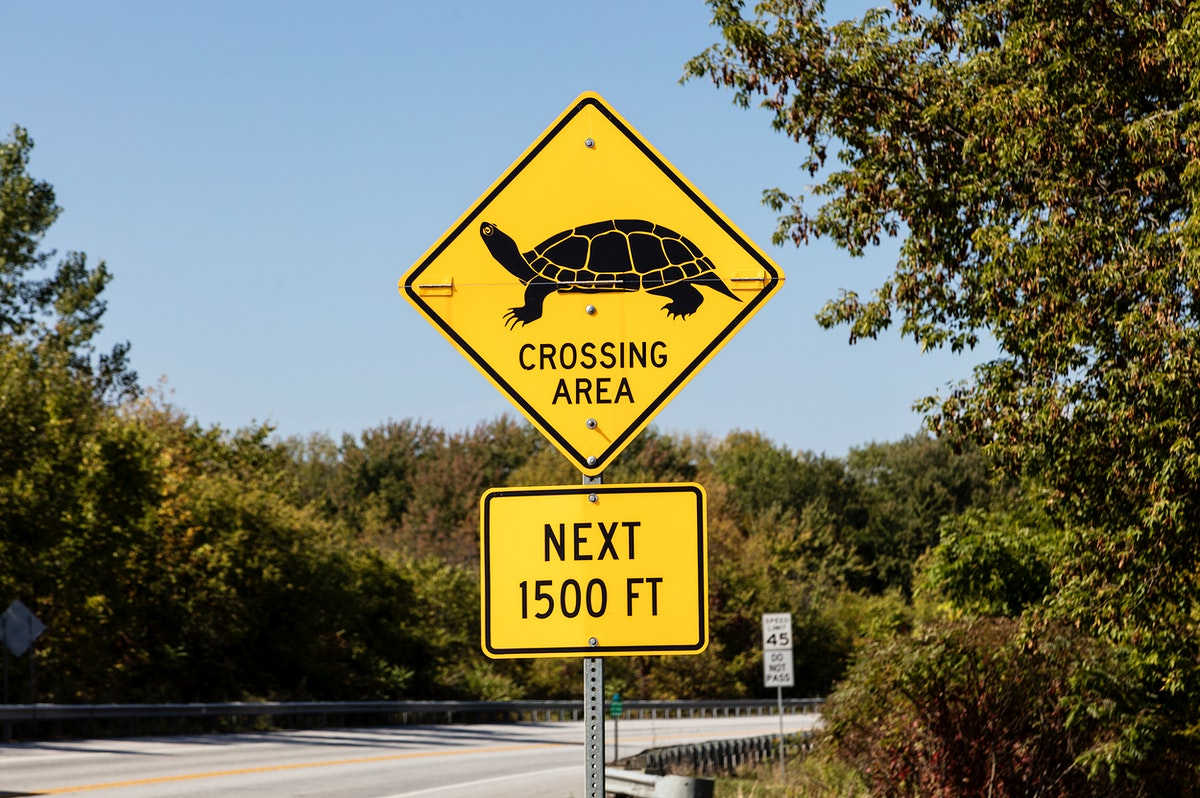 CROSSING
AREA
NEXT
1500 FT
SPEED
LIMIT
45
DO
NOT
PASS